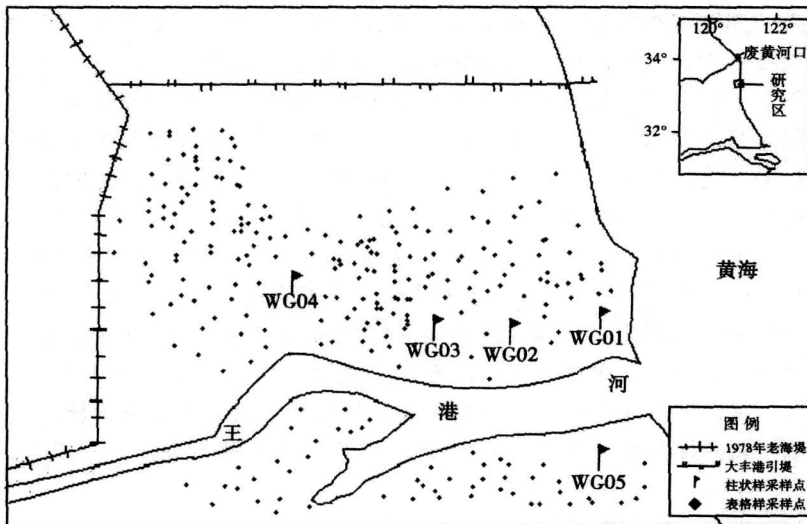 120°
122°
废黄河口
34°
研究区
32°
黄海
WG04
WG03
WG02
WG01
河
港
王
WG05
图例
1978年老海堤
大丰港引堤
柱状样采样点
表格样采样点